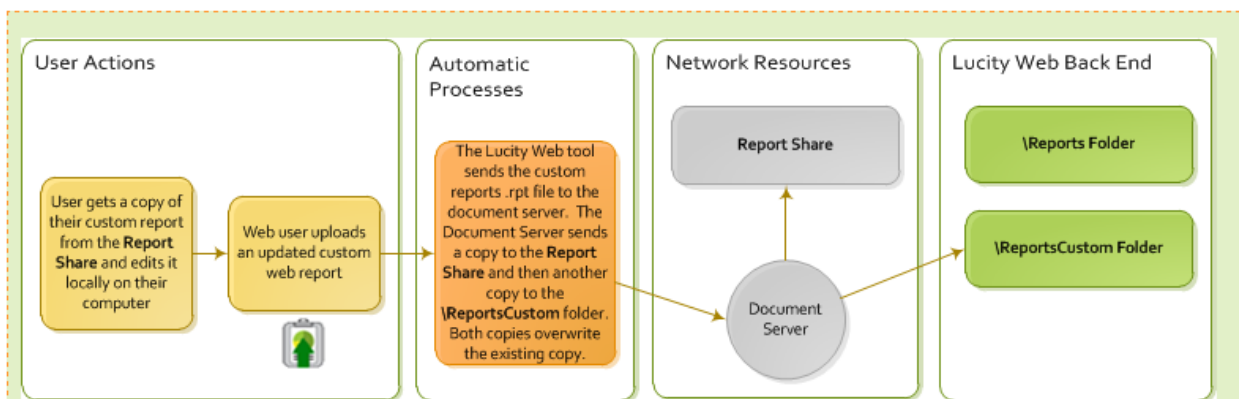 User Actions
User gets a copy of
their custom report
from the Report
Share and edits it
locally on their
computer
Web user uploads
an updated custom
web report
Automatic
Processes
The Lucity Web tool
sends the custom
reports .rpt file to the
document server.  The
Document Server sends
a copy to the Report
Share and then another
copy to the
\ReportsCustom folder.
Both copies overwrite
the existing copy.
Network Resources
Report Share
Document
Server
Lucity Web Back End
\Reports Folder
\ReportsCustom Folder